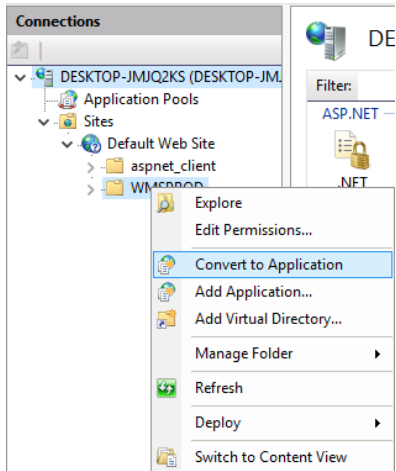 Connections
DE
DESKTOP-JMJQ2KS (DESKTOP-JM.
Filter:
Application Pools
ASP.NET
Sites
Default Web Site
aspnet_client
WMSPROD
.NET
Explore
Edit Permissions...
Convert to Application
Add Application...
Add Virtual Directory...
Manage Folder
Refresh
Deploy
Switch to Content View